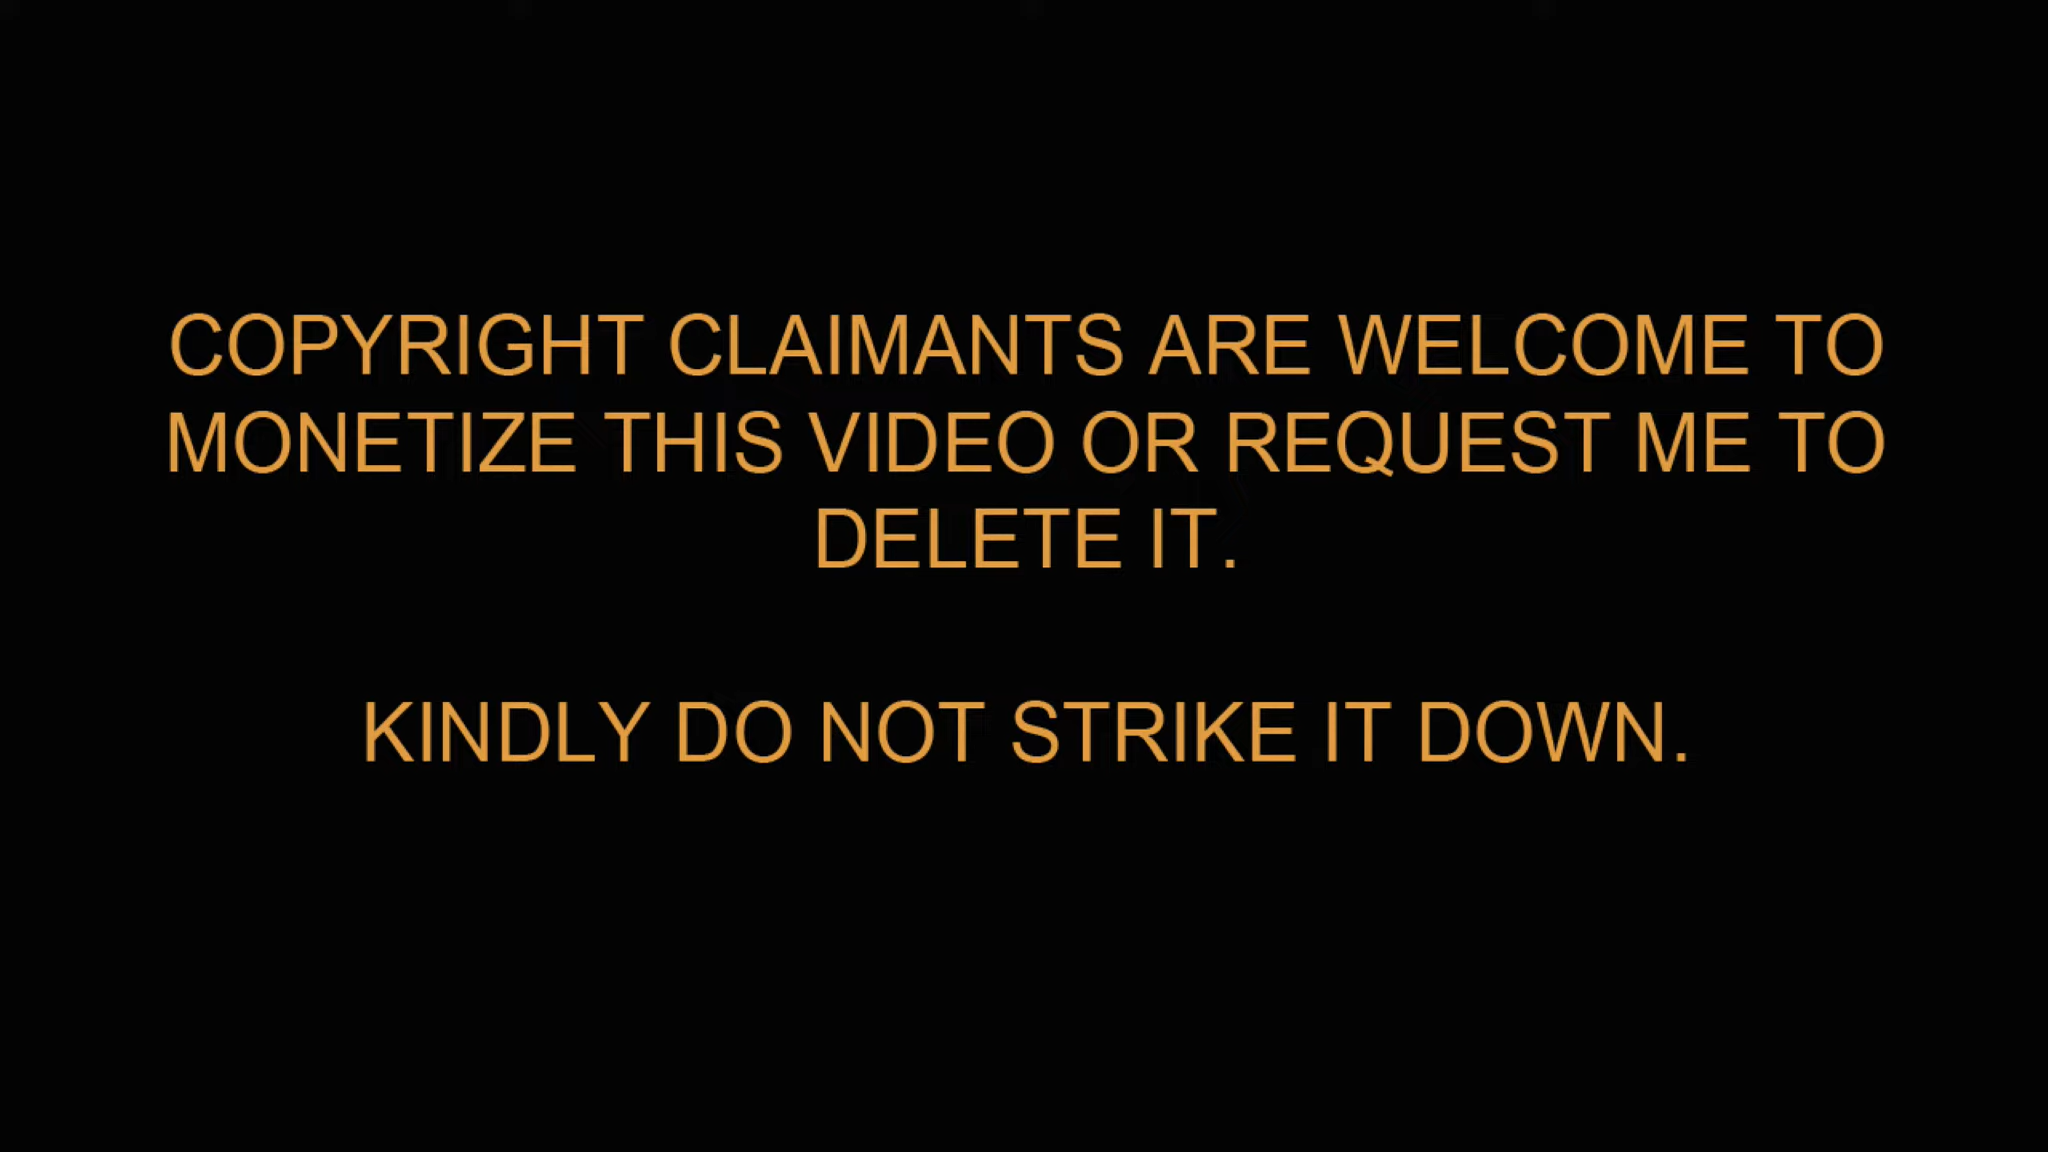 COPYRIGHT CLAIMANTS ARE WELCOME TO
MONETIZE THIS VIDEO OR REQUEST ME TO
DELETE IT.
KINDLY DO NOT STRIKE IT DOWN.